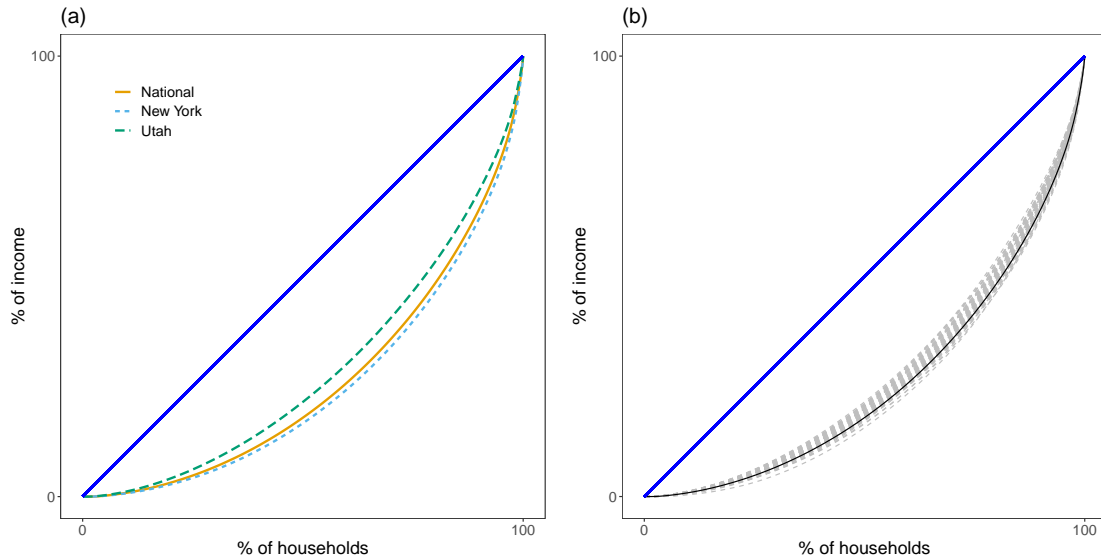 (a)
100
National
New York
Utah
% of income
0
0
100
% of households
(b)
100
% of income
0
0
100
% of households